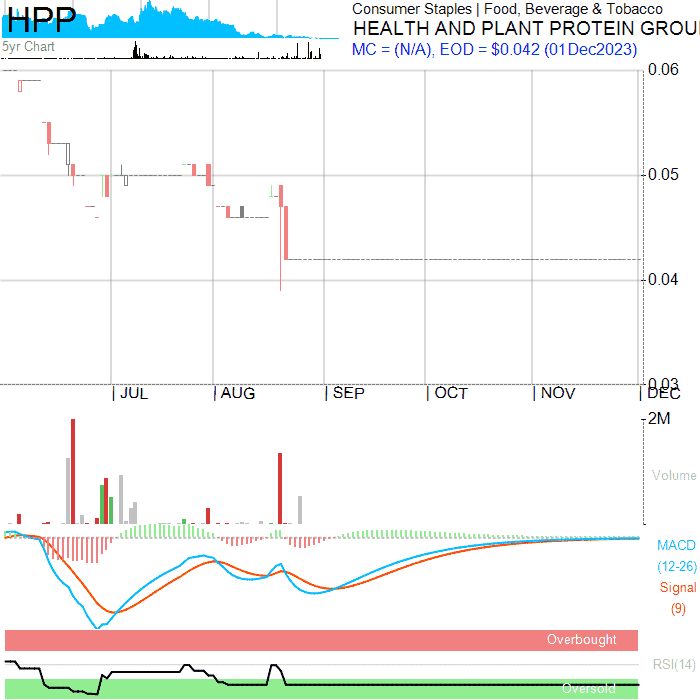 HPP
5yr Chart
Consumer Staples | Food, Beverage & Tobacco
HEALTH AND PLANT PROTEIN GROU
MC = (N/A), EOD = $0.042 (01Dec2023)
0.06
0.05
0.04
0.03
| JUL | AUG | SEP | OCT | NOV | DEC
2M
Volume
MACD
(12-26)
Signal
(9)
Overbought
RSI(14)
Oversold